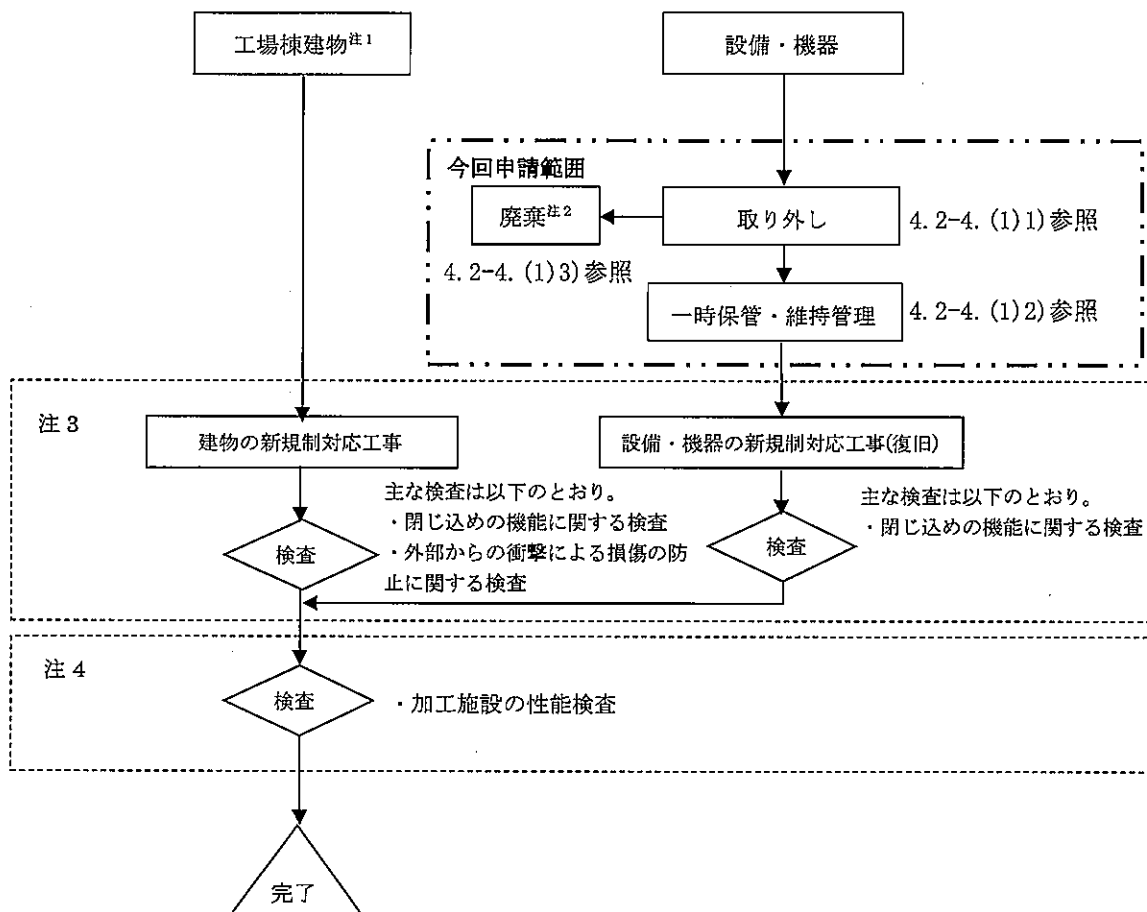 工場棟建物注1
設備・機器
今回申請範囲
廃棄注2
取り外し
4.2-4.(1)1)参照
4.2-4.(1)3)参照
一時保管・維持管理
4.2-4.(1)2)参照
注3
建物の新規制対応工事
設備・機器の新規制対応工事(復旧)
主な検査は以下のとおり。
・閉じ込めの機能に関する検査
・外部からの衝撃による損傷の防
止に関する検査
検査
主な検査は以下のとおり。
・閉じ込めの機能に関する検査
検査
注4
検査
・加工施設の性能検査
完了